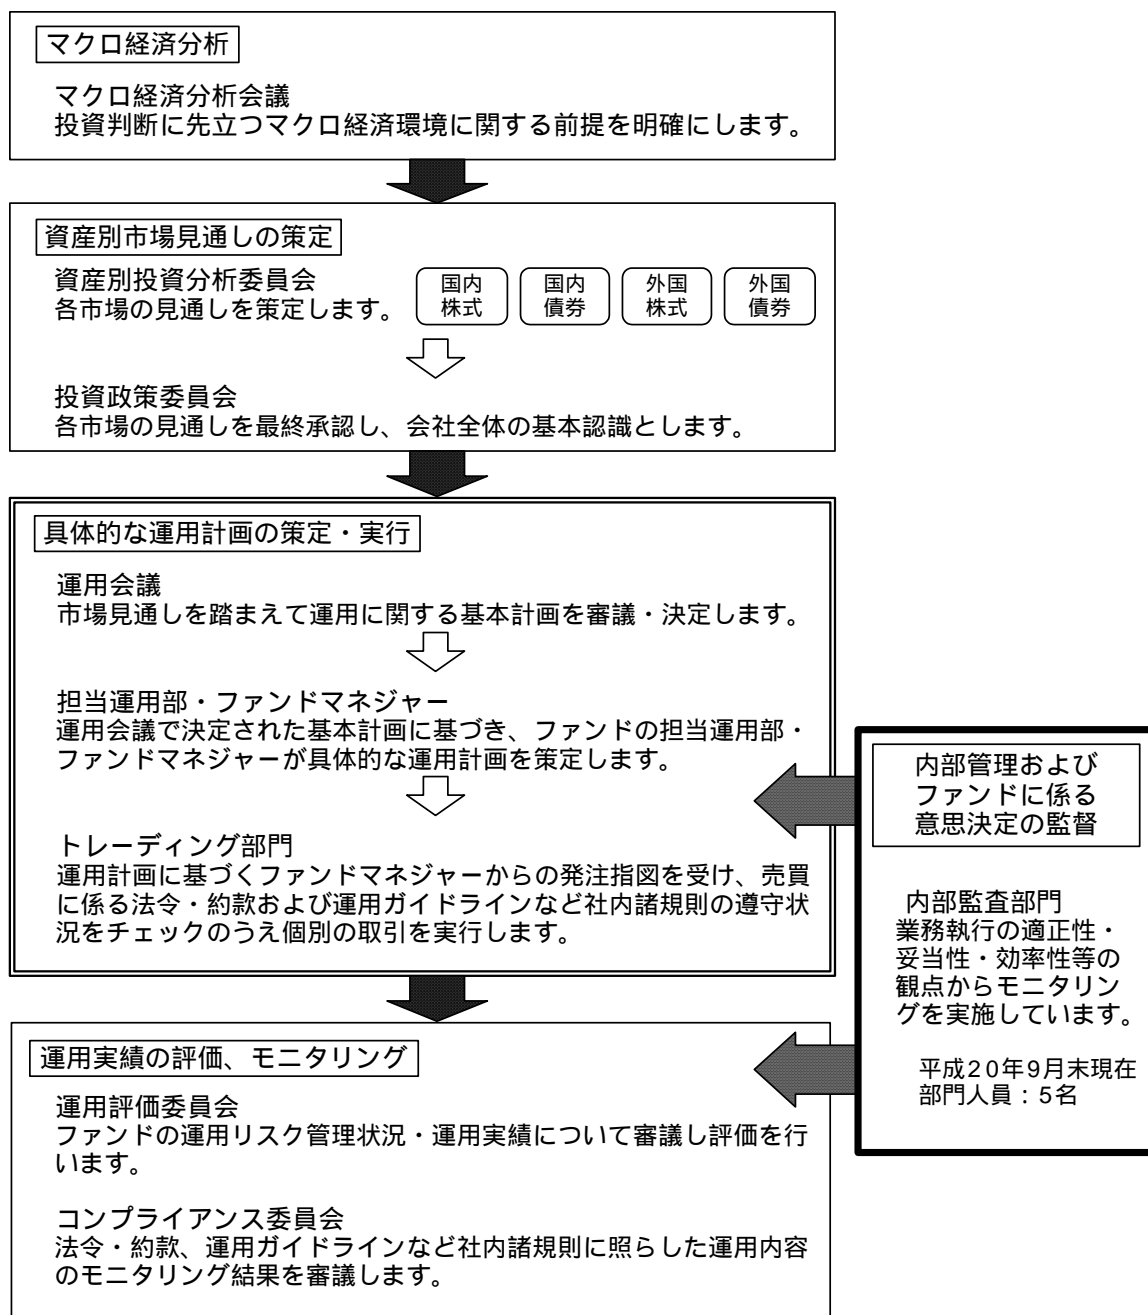 マクロ経済分析
マクロ経済分析会議
投資判断に先立つマクロ経済環境に関する前提を明確にします。
資産別市場見通しの策定
資産別投資分析委員会
各市場の見通しを策定します。
国内
株式
国内
債券
外国
株式
外国
債券
投資政策委員会
各市場の見通しを最終承認し、会社全体の基本認識とします。
具体的な運用計画の策定・実行
運用会議
市場見通しを踏まえて運用に関する基本計画を審議・決定します。
担当運用部・ファンドマネジャー
運用会議で決定された基本計画に基づき、ファンドの担当運用部・
ファンドマネジャーが具体的な運用計画を策定します。
トレーディング部門
運用計画に基づくファンドマネジャーからの発注指図を受け、売買
に係る法令・約款および運用ガイドラインなど社内諸規則の遵守状
況をチェックのうえ個別の取引を実行します。
内部管理および
ファンドに係る
意思決定の監督
内部監査部門
業務執行の適正性・
妥当性・効率性等の
観点からモニタリン
グを実施しています。
平成20年9月末現在
部門人員:5名
運用実績の評価、モニタリング
運用評価委員会
ファンドの運用リスク管理状況・運用実績について審議し評価を行
います。
コンプライアンス委員会
法令・約款、運用ガイドラインなど社内諸規則に照らした運用内容
のモニタリング結果を審議します。